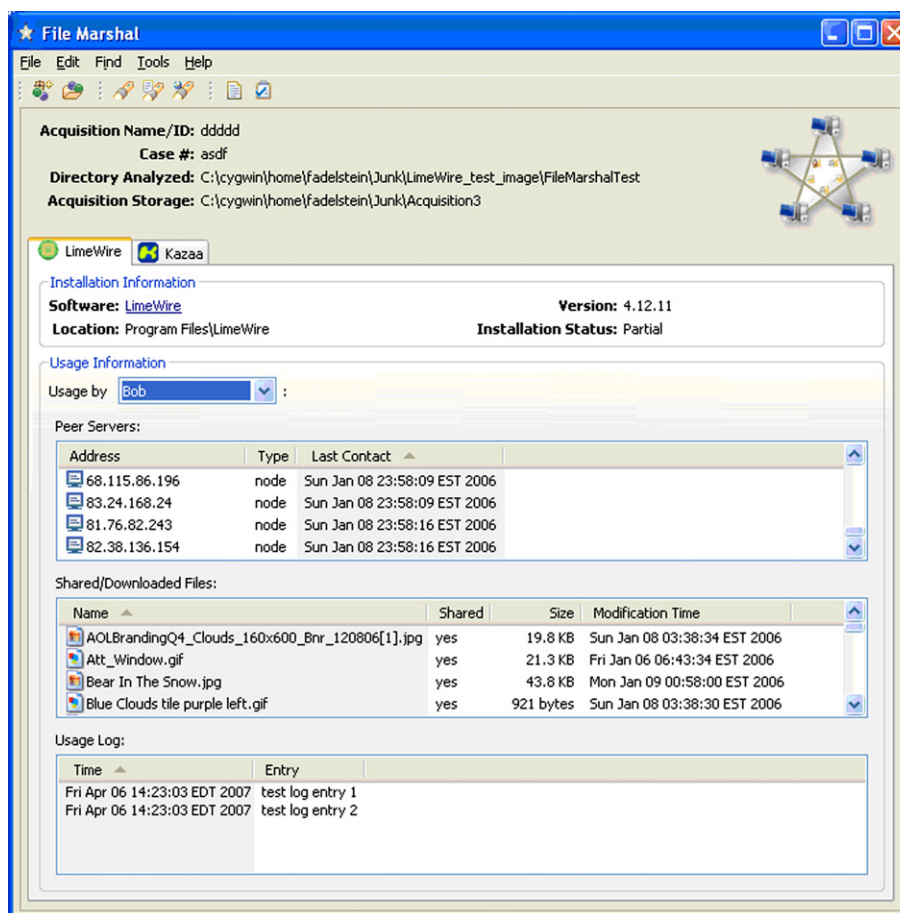 File Marshal
File Edit Find Tools Help
Acquisition Name/ID: ddddd
Case #: asdf
Directory Analyzed: C:\cygwin\home\fadelstein\Junk\LimeWire_test_image\FileMarshalTest
Acquisition Storage: C:\cygwin\home\fadelstein\Junk\Acquisition3
LimeWire Kazaa
Installation Information
Software: LimeWire Version: 4.12.11
Location: Program Files\LimeWire Installation Status: Partial
Usage Information
Usage by Bob :
Peer Servers:
Address Type Last Contact
68.115.86.196 node Sun Jan 08 23:58:09 EST 2006
83.24.168.24 node Sun Jan 08 23:58:09 EST 2006
81.76.82.243 node Sun Jan 08 23:58:16 EST 2006
82.38.136.154 node Sun Jan 08 23:58:16 EST 2006
Shared/Downloaded Files:
Name Shared Size Modification Time
AOLBrandingQ4_Clouds_160x600_Bnr_120806[1].jpg yes 19.8 KB Sun Jan 08 03:38:34 EST 2006
Att_Window.gif yes 21.3 KB Fri Jan 06 06:43:34 EST 2006
Bear In The Snow.jpg yes 43.8 KB Mon Jan 09 00:58:00 EST 2006
Blue Clouds tile purple left.gif yes 921 bytes Sun Jan 08 03:38:30 EST 2006
Usage Log:
Time Entry
Fri Apr 06 14:23:03 EDT 2007 test log entry 1
Fri Apr 06 14:23:03 EDT 2007 test log entry 2